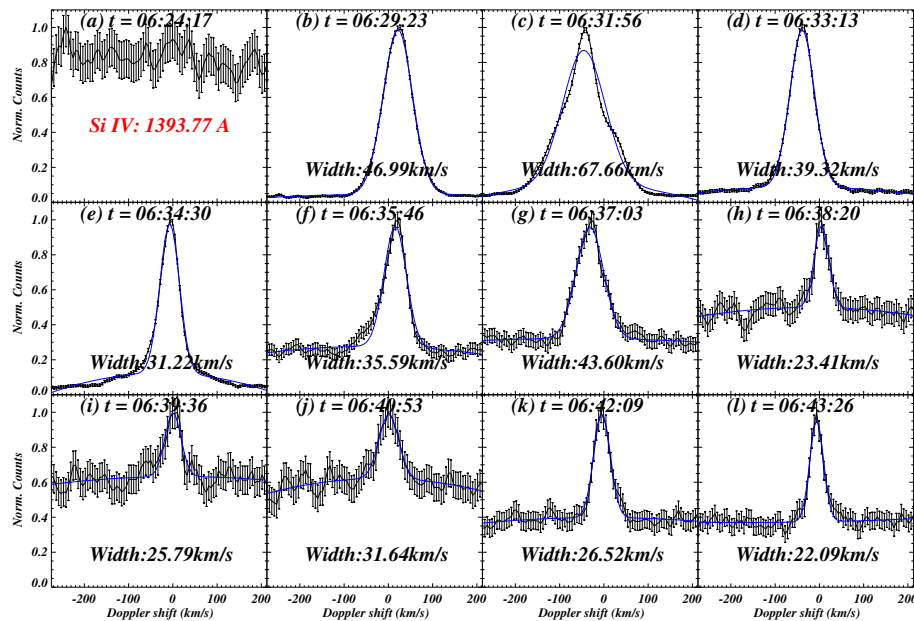 (a) t = 06:24:17
(b) t = 06:29:23
(c) t = 06:31:56
(d) t = 06:33:13
Norm. Counts
1.0
0.8
0.6
0.4
0.2
0.0
Si IV: 1393.77 A
Width:46.99km/s
Width:67.66km/s
Width:39.32km/s
(e) t = 06:34:30
(f) t = 06:35:46
(g) t = 06:37:03
(h) t = 06:38:20
Norm. Counts
1.0
0.8
0.6
0.4
0.2
0.0
Width:31.22km/s
Width:35.59km/s
Width:43.60km/s
Width:23.41km/s
(i) t = 06:39:36
(j) t = 06:40:53
(k) t = 06:42:09
(l) t = 06:43:26
Norm. Counts
1.0
0.8
0.6
0.4
0.2
0.0
Width:25.79km/s
Width:31.64km/s
Width:26.52km/s
Width:22.09km/s
-200 -100 0 100 200
-200 -100 0 100 200
-200 -100 0 100 200
-200 -100 0 100 200
Doppler shift (km/s)
Doppler shift (km/s)
Doppler shift (km/s)
Doppler shift (km/s)